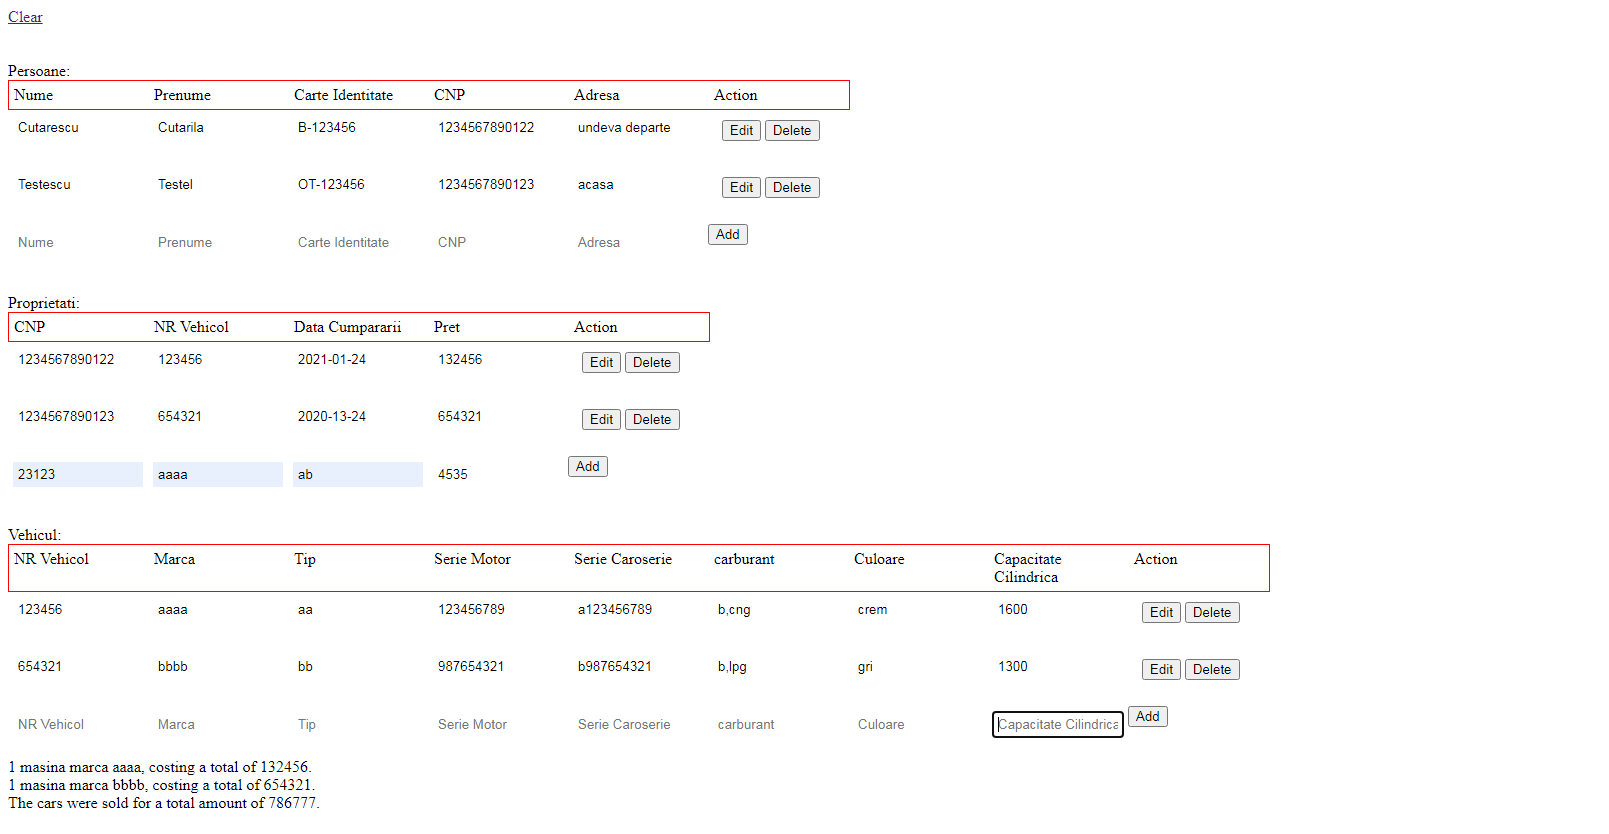 Clear
Persoane:
Nume Prenume Carte Identitate CNP Adresa Action
Cutarescu Cutarila B-123456 1234567890122 undeva departe Edit Delete
Testescu Testel OT-123456 1234567890123 acasa Edit Delete
Nume Prenume Carte Identitate CNP Adresa Add
Proprietati:
CNP NR Vehicol Data Cumpararii Pret Action
1234567890122 123456 2021-01-24 132456 Edit Delete
1234567890123 654321 2020-13-24 654321 Edit Delete
23123 aaaa ab 4535 Add
Vehicul:
NR Vehicol Marca Tip Serie Motor Serie Caroserie carburant Culoare Capacitate Cilindrica Action
123456 aaaa aa 123456789 a123456789 b,cng crem 1600 Edit Delete
654321 bbbb bb 987654321 b987654321 b,lpg gri 1300 Edit Delete
NR Vehicol Marca Tip Serie Motor Serie Caroserie carburant Culoare Capacitate Cilindrica Add
1 masina marca aaaa, costing a total of 132456.
1 masina marca bbbb, costing a total of 654321.
The cars were sold for a total amount of 786777.